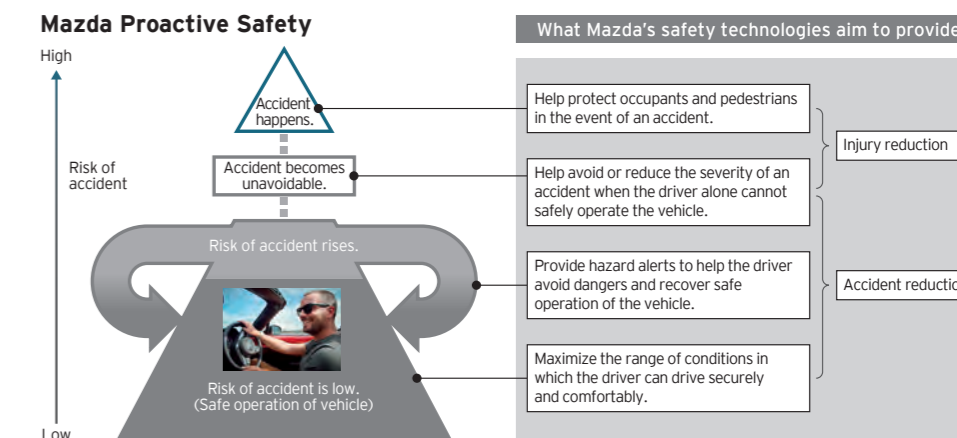 Mazda Proactive Safety
High
Risk of
accident
Low
Accident
happens.
Accident becomes
unavoidable.
Risk of accident rises.
Risk of accident is low.
(Safe operation of vehicle)
What Mazda's safety technologies aim to provide
Help protect occupants and pedestrians
in the event of an accident.
Help avoid or reduce the severity of an
accident when the driver alone cannot
safely operate the vehicle.
Provide hazard alerts to help the driver
avoid dangers and recover safe
operation of the vehicle.
Maximize the range of conditions in
which the driver can drive securely
and comfortably.
Injury reduction
Accident reductio